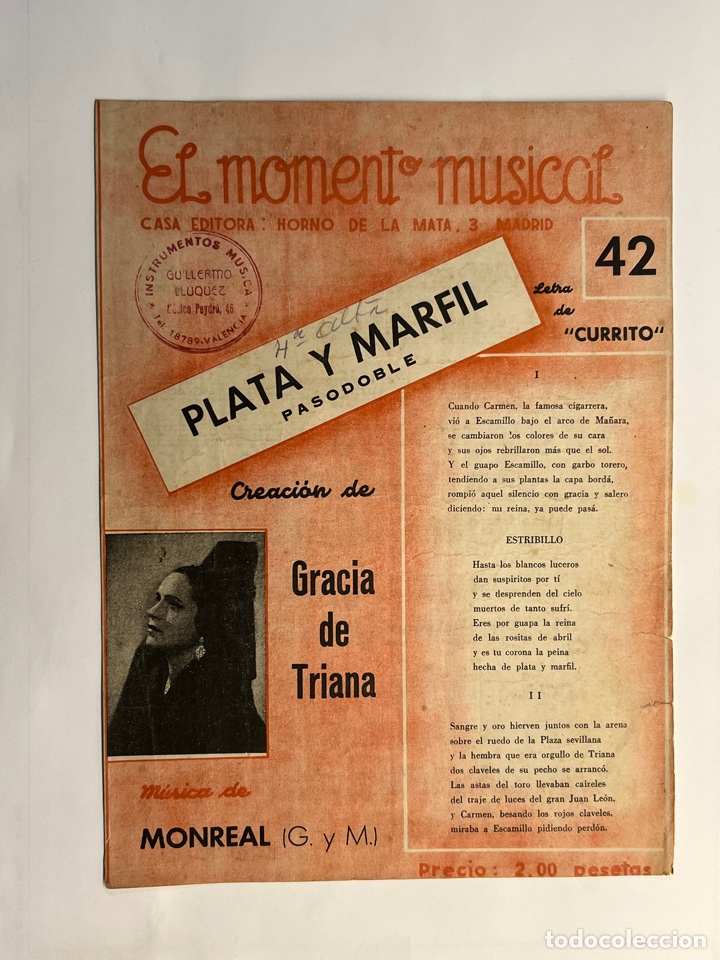 El momento musical
CASA EDITORA: HORNO DE LA MATA, 3 MADRID
INSTRUMENTOS MUSICA
GUILLERMO
LLUQUEZ
Músico Peydró, 46
Tel. 18789-VALENCIA
42
Letra
de
"CURRITO"
4ª alta
PLATA Y MARFIL
PASODOBLE
Creación de
Gracia
de
Triana
Música de
MONREAL (G. y M.)
I
Cuando Carmen, la famosa cigarrera,
vió a Escamillo bajo el arco de Mañara,
se cambiaron los colores de su cara
y sus ojos rebrillaron más que el sol.
Y el guapo Escamillo, con garbo torero,
tendiendo a sus plantas la capa bordá,
rompió aquel silencio con gracia y salero
diciendo: mi reina, ya puede pasá.
ESTRIBILLO
Hasta los blancos luceros
dan suspiritos por tí
y se desprenden del cielo
muertos de tanto sufrí.
Eres por guapa la reina
de las rositas de abril
y es tu corona la peina
hecha de plata y marfil.
II
Sangre y oro hierven juntos con la arena
sobre el ruedo de la Plaza sevillana
y la hembra que era orgullo de Triana
dos claveles de su pecho se arrancó.
Las astas del toro llevaban caireles
del traje de luces del gran Juan León,
y Carmen, besando los rojos claveles,
miraba a Escamillo pidiendo perdón.
Precio: 2,00 pesetas
todocoleccion
todocoleccion.net